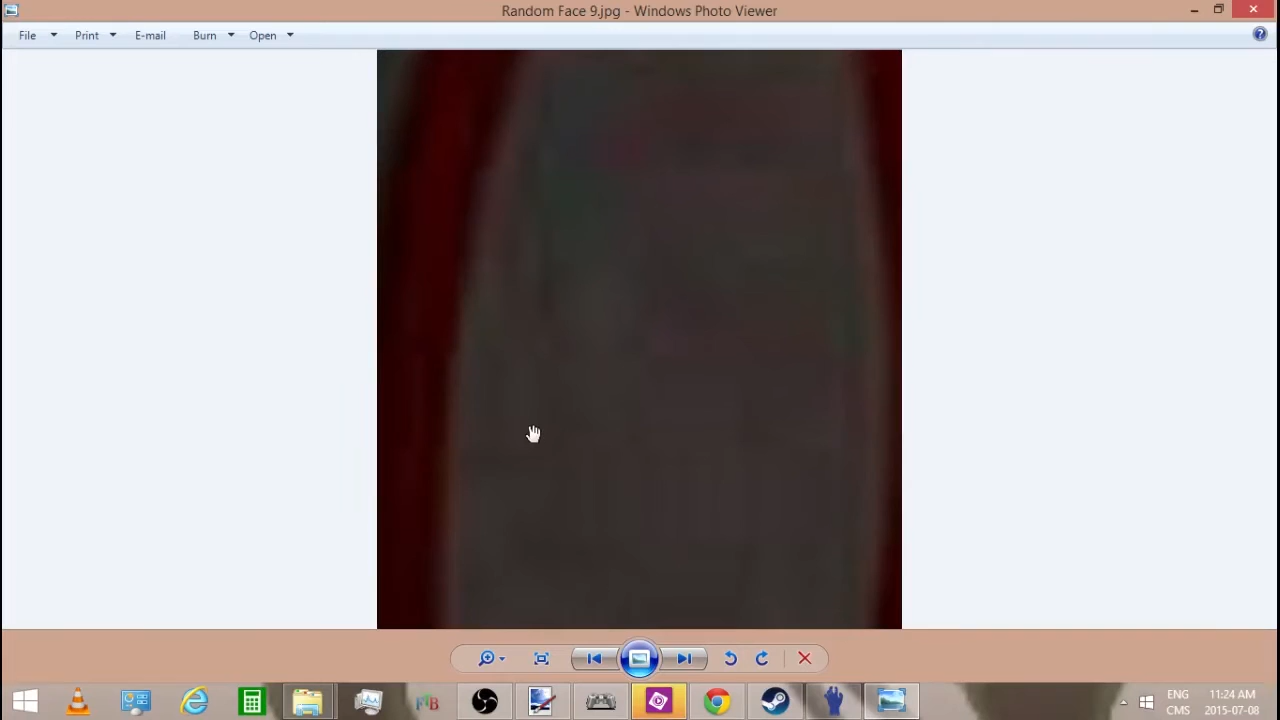 Random Face 9.jpg - Windows Photo Viewer
File Print E-mail Burn Open
ENG 11:24 AM
CMS 2015-07-08